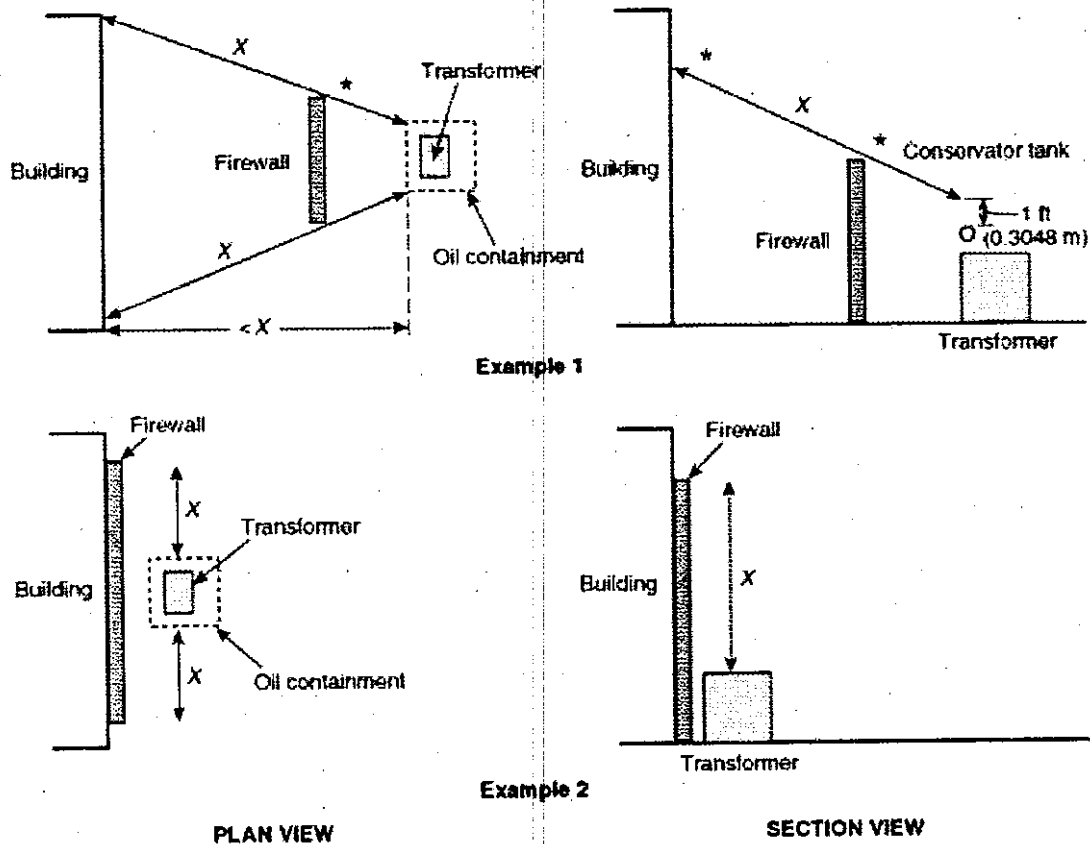 X
*
Transformer
Building
Firewall
X
Oil containment
< X
*
X
*
Conservator tank
Building
1 ft
(0.3048 m)
Firewall
Transformer
Example 1
Firewall
X
Transformer
Building
X
Oil containment
Firewall
Building
X
Transformer
Example 2
PLAN VIEW
SECTION VIEW